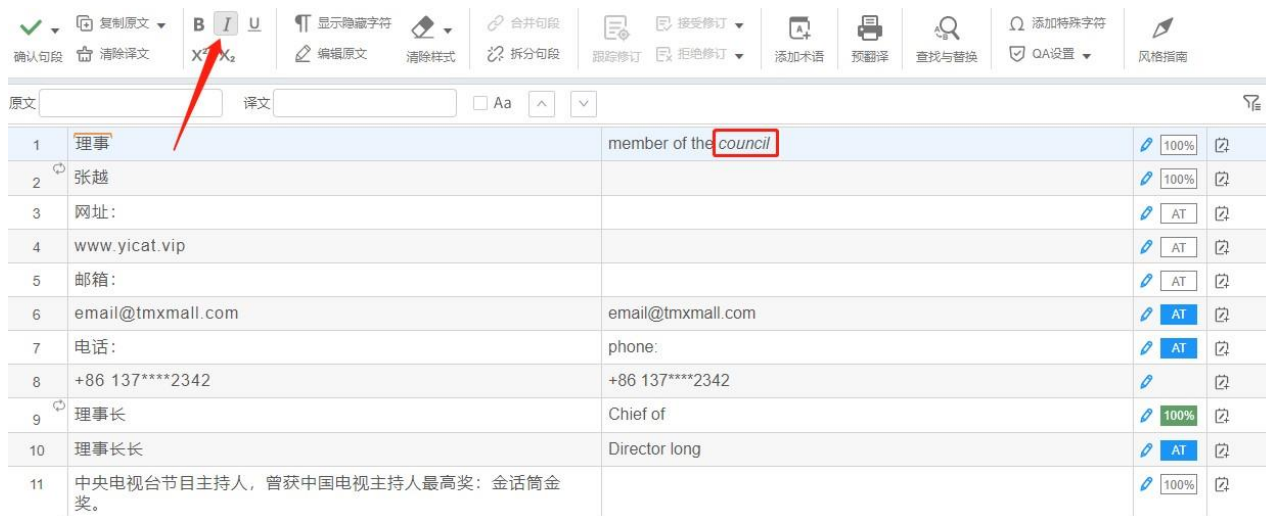 复制原文 B I U 显示隐藏字符 合并句段 接受修订 Ω 添加特殊字符
确认句段 清除译文 X² X₂ 编辑原文 清除样式 拆分句段 跟踪修订 拒绝修订 添加术语 预翻译 查找与替换 QA设置 风格指南
原文 译文 Aa
1 理事 member of the council 100%
2 张越 100%
3 网址： AT
4 www.yicat.vip AT
5 邮箱： AT
6 email@tmxmall.com email@tmxmall.com AT
7 电话： phone: AT
8 +86 137****2342 +86 137****2342
9 理事长 Chief of 100%
10 理事长长 Director long AT
11 中央电视台节目主持人，曾获中国电视主持人最高奖：金话筒金 100%
奖。